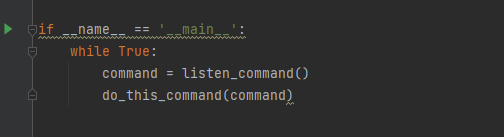 if __name__ == '__main__':
    while True:
        command = listen_command()
        do_this_command(command)